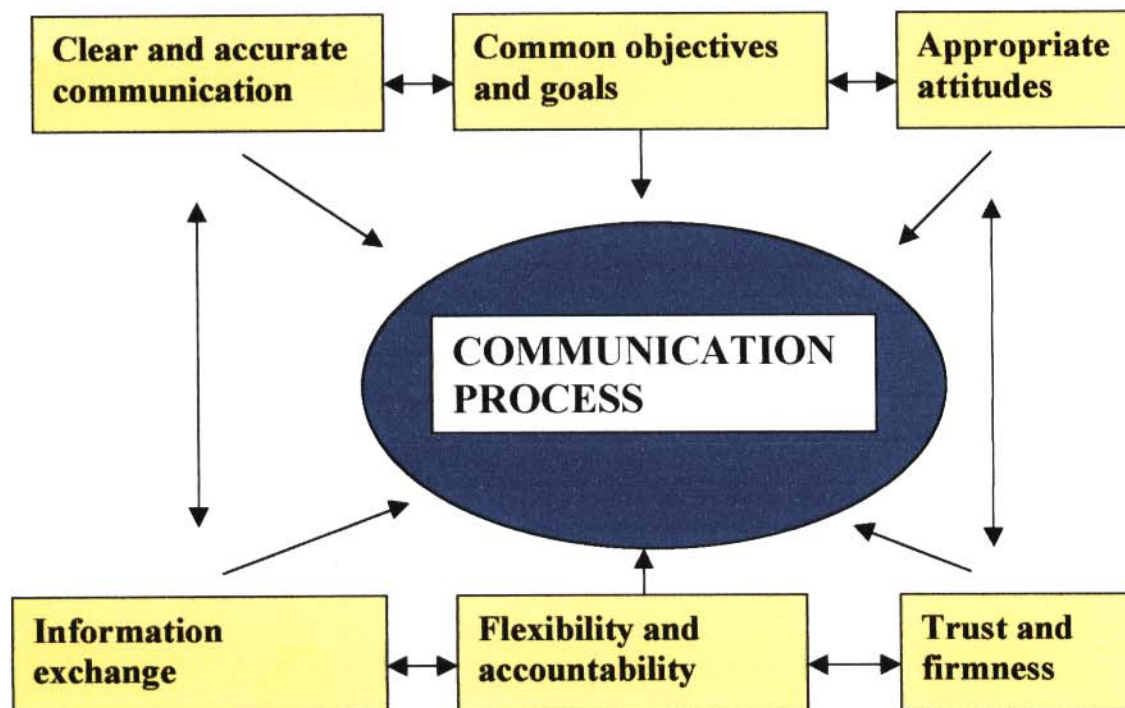 Clear and accurate
communication
Common objectives
and goals
Appropriate
attitudes
COMMUNICATION
PROCESS
Information
exchange
Flexibility and
accountability
Trust and
firmness